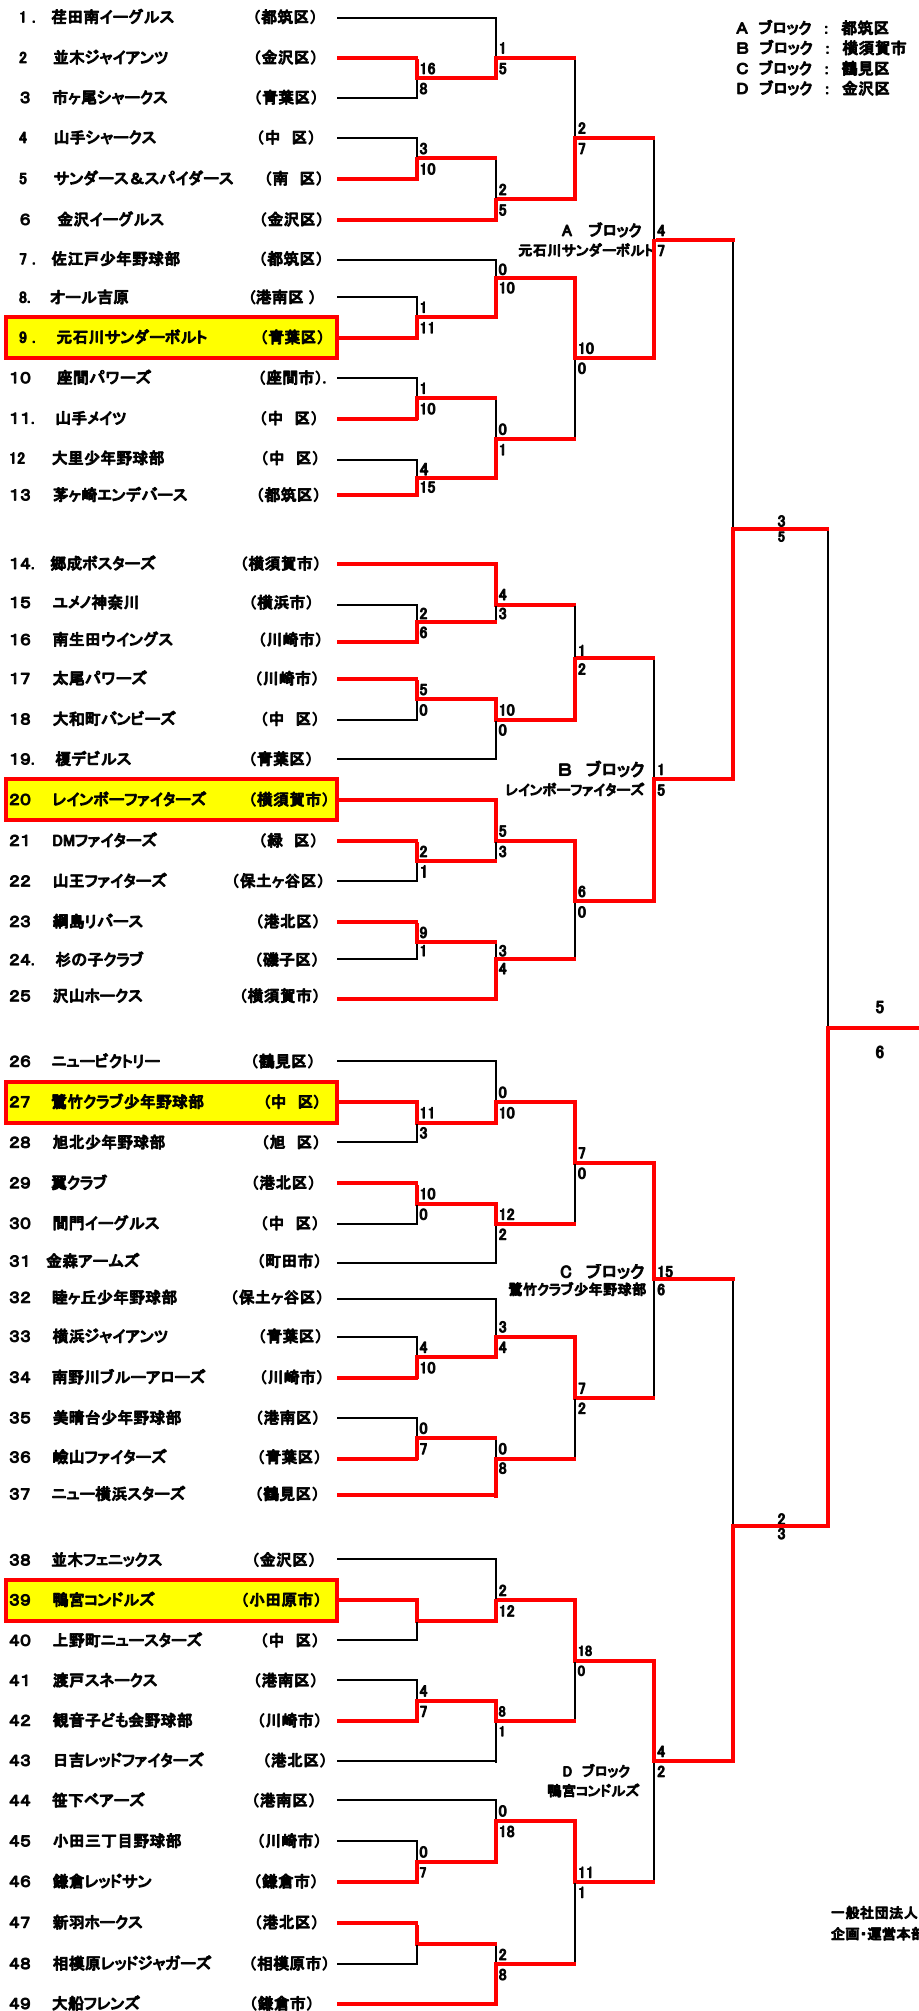 1. 荏田南イーグルス (都筑区)
2 並木ジャイアンツ (金沢区)
3 市ヶ尾シャークス (青葉区)
4 山手シャークス (中 区)
5 サンダース&スパイダース (南 区)
6 金沢イーグルス (金沢区)
7. 佐江戸少年野球部 (都筑区)
8. オール吉原 (港南区)
9. 元石川サンダーボルト (青葉区)
10 座間パワーズ (座間市).
11. 山手メイツ (中 区)
12 大里少年野球部 (中 区)
13 茅ヶ崎エンデバース (都筑区)
14. 郷成ボスターズ (横須賀市)
15 ユメノ神奈川 (横浜市)
16 南生田ウイングス (川崎市)
17 太尾パワーズ (川崎市)
18 大和町バンビーズ (中 区)
19. 榎デビルス (青葉区)
20 レインボーファイターズ (横須賀市)
21 DMファイターズ (緑 区)
22 山王ファイターズ (保土ヶ谷区)
23 綱島リバース (港北区)
24. 杉の子クラブ (磯子区)
25 沢山ホークス (横須賀市)
26 ニュービクトリー (鶴見区)
27 鷺竹クラブ少年野球部 (中 区)
28 旭北少年野球部 (旭 区)
29 翼クラブ (港北区)
30 間門イーグルス (中 区)
31 金森アームズ (町田市)
32 睦ヶ丘少年野球部 (保土ヶ谷区)
33 横浜ジャイアンツ (青葉区)
34 南野川ブルーアローズ (川崎市)
35 美晴台少年野球部 (港南区)
36 嶮山ファイターズ (青葉区)
37 ニュー横浜スターズ (鶴見区)
38 並木フェニックス (金沢区)
39 鴨宮コンドルズ (小田原市)
40 上野町ニュースターズ (中 区)
41 渡戸スネークス (港南区)
42 観音子ども会野球部 (川崎市)
43 日吉レッドファイターズ (港北区)
44 笹下ベアーズ (港南区)
45 小田三丁目野球部 (川崎市)
46 鎌倉レッドサン (鎌倉市)
47 新羽ホークス (港北区)
48 相模原レッドジャガーズ (相模原市)
49 大船フレンズ (鎌倉市)
16
8
3
10
1
11
1
10
4
15
2
6
5
0
2
1
9
1
11
3
10
0
4
10
0
7
4
7
0
7
1
5
2
5
0
10
0
1
4
3
10
0
5
3
3
4
0
10
12
2
3
4
0
8
2
12
8
1
0
18
2
8
2
7
10
0
1
2
6
0
7
0
7
2
18
0
11
1
A ブロック
元石川サンダーボルト
4
7
B ブロック
レインボーファイターズ
1
5
C ブロック
鷺竹クラブ少年野球部
15
6
D ブロック
鴨宮コンドルズ
4
2
3
5
2
3
5
6
A ブロック : 都筑区
B ブロック : 横須賀市
C ブロック : 鶴見区
D ブロック : 金沢区
一般社団法人
企画・運営本部